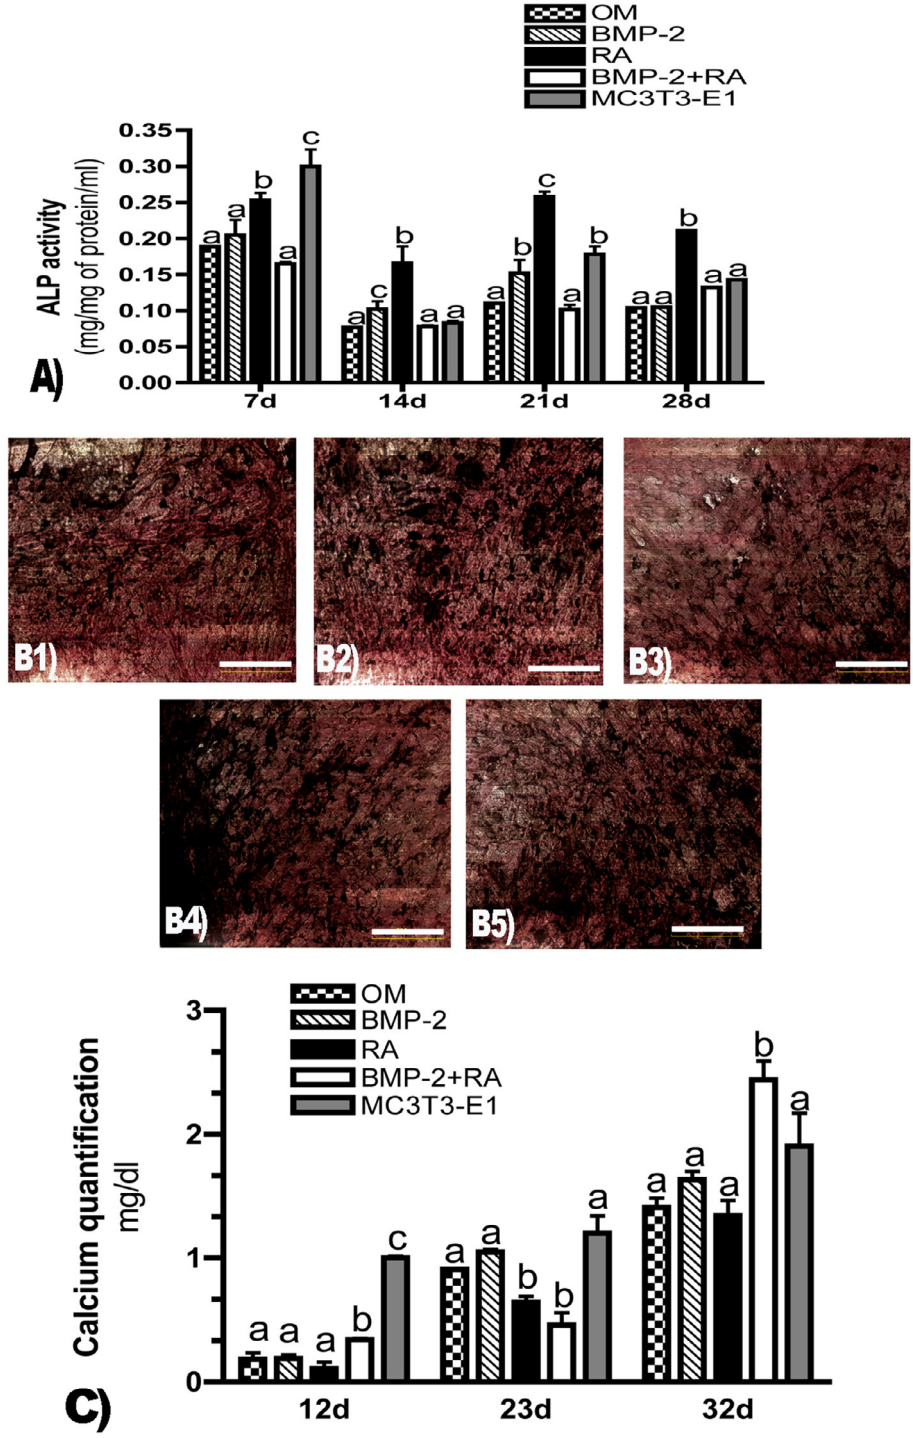 OM
BMP-2
RA
BMP-2+RA
MC3T3-E1
ALP activity
(mg/mg of protein/ml)
0.35
0.30
0.25
0.20
0.15
0.10
0.05
0.00
a a b a c
a c b a a
a b c a b
a a b a a
7d 14d 21d 28d
A)
B1) B2) B3)
B4) B5)
OM
BMP-2
RA
BMP-2+RA
MC3T3-E1
Calcium quantification
mg/dl
3
2
1
0
a a a b c
a a b b a
a a a b a
12d 23d 32d
C)